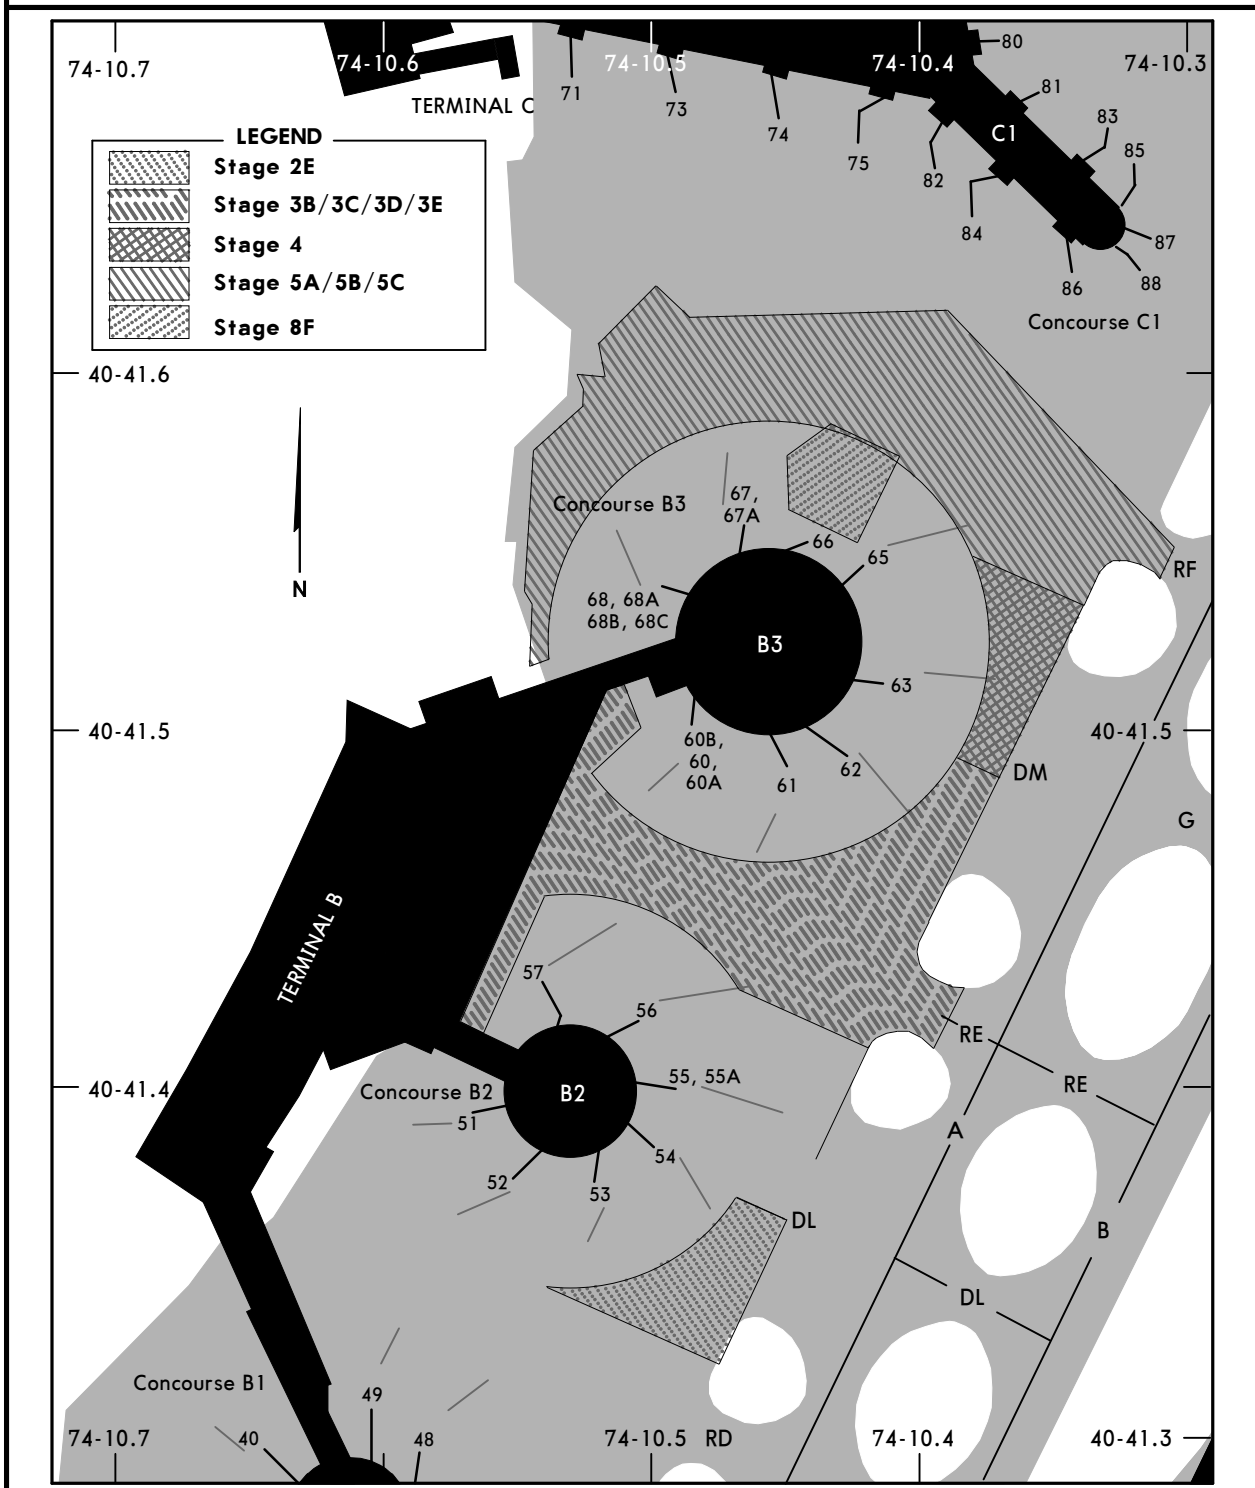 74-10.7
74-10.6
74-10.5
74-10.4
74-10.3
80
TERMINAL C
71
73
74
75
81
C1
82
83
84
85
86
87
88
Concourse C1
LEGEND
Stage 2E
Stage 3B/3C/3D/3E
Stage 4
Stage 5A/5B/5C
Stage 8F
40-41.6
N
Concourse B3
67,
67A
66
65
68, 68A
68B, 68C
B3
63
60B,
60,
60A
61
62
RF
40-41.5
40-41.5
DM
G
TERMINAL B
57
56
RE
RE
55, 55A
40-41.4
Concourse B2
B2
51
54
52
53
A
DL
B
DL
Concourse B1
49
40
48
74-10.7
74-10.5
RD
74-10.4
40-41.3